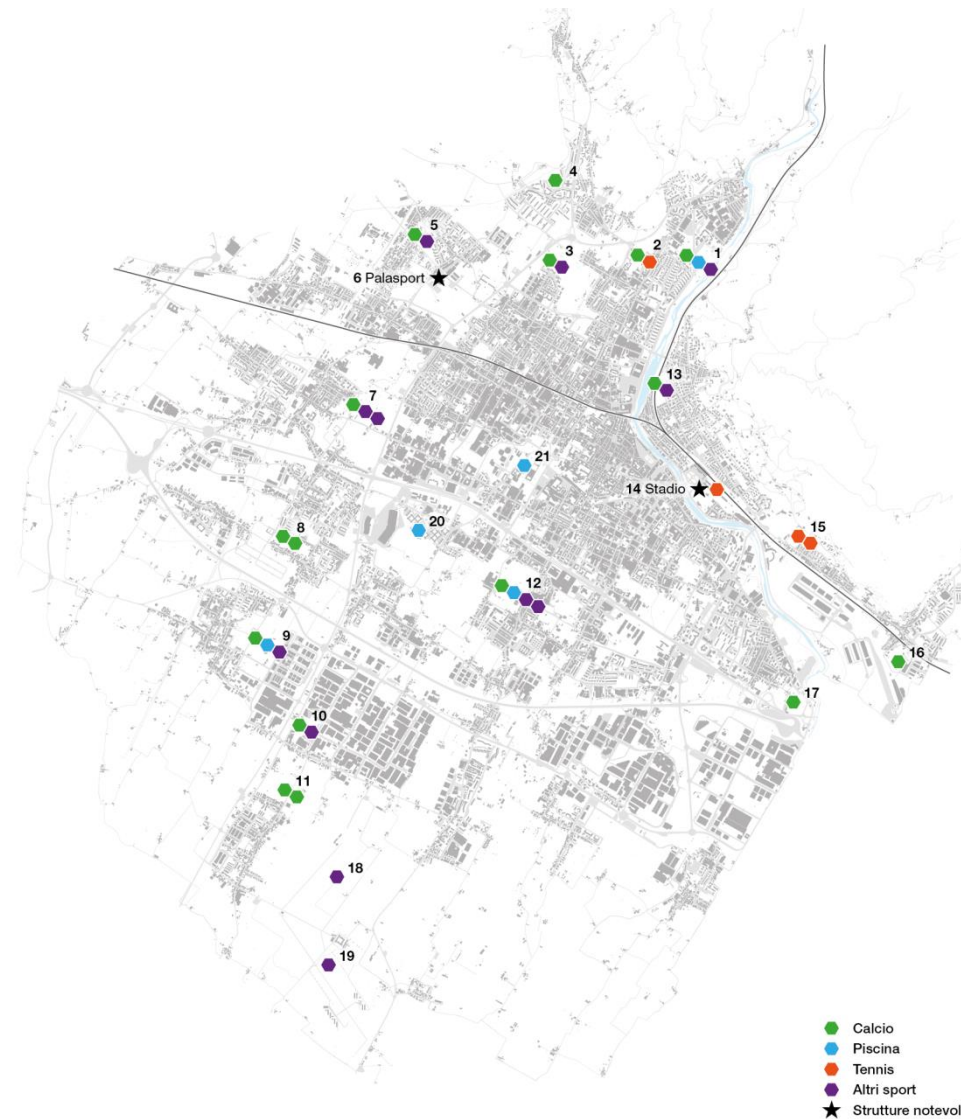 4
5
2
1
3
6 Palasport
13
7
21
14 Stadio
20
8
15
12
9
16
17
10
11
18
19
Calcio
Piscina
Tennis
Altri sport
Strutture notevol